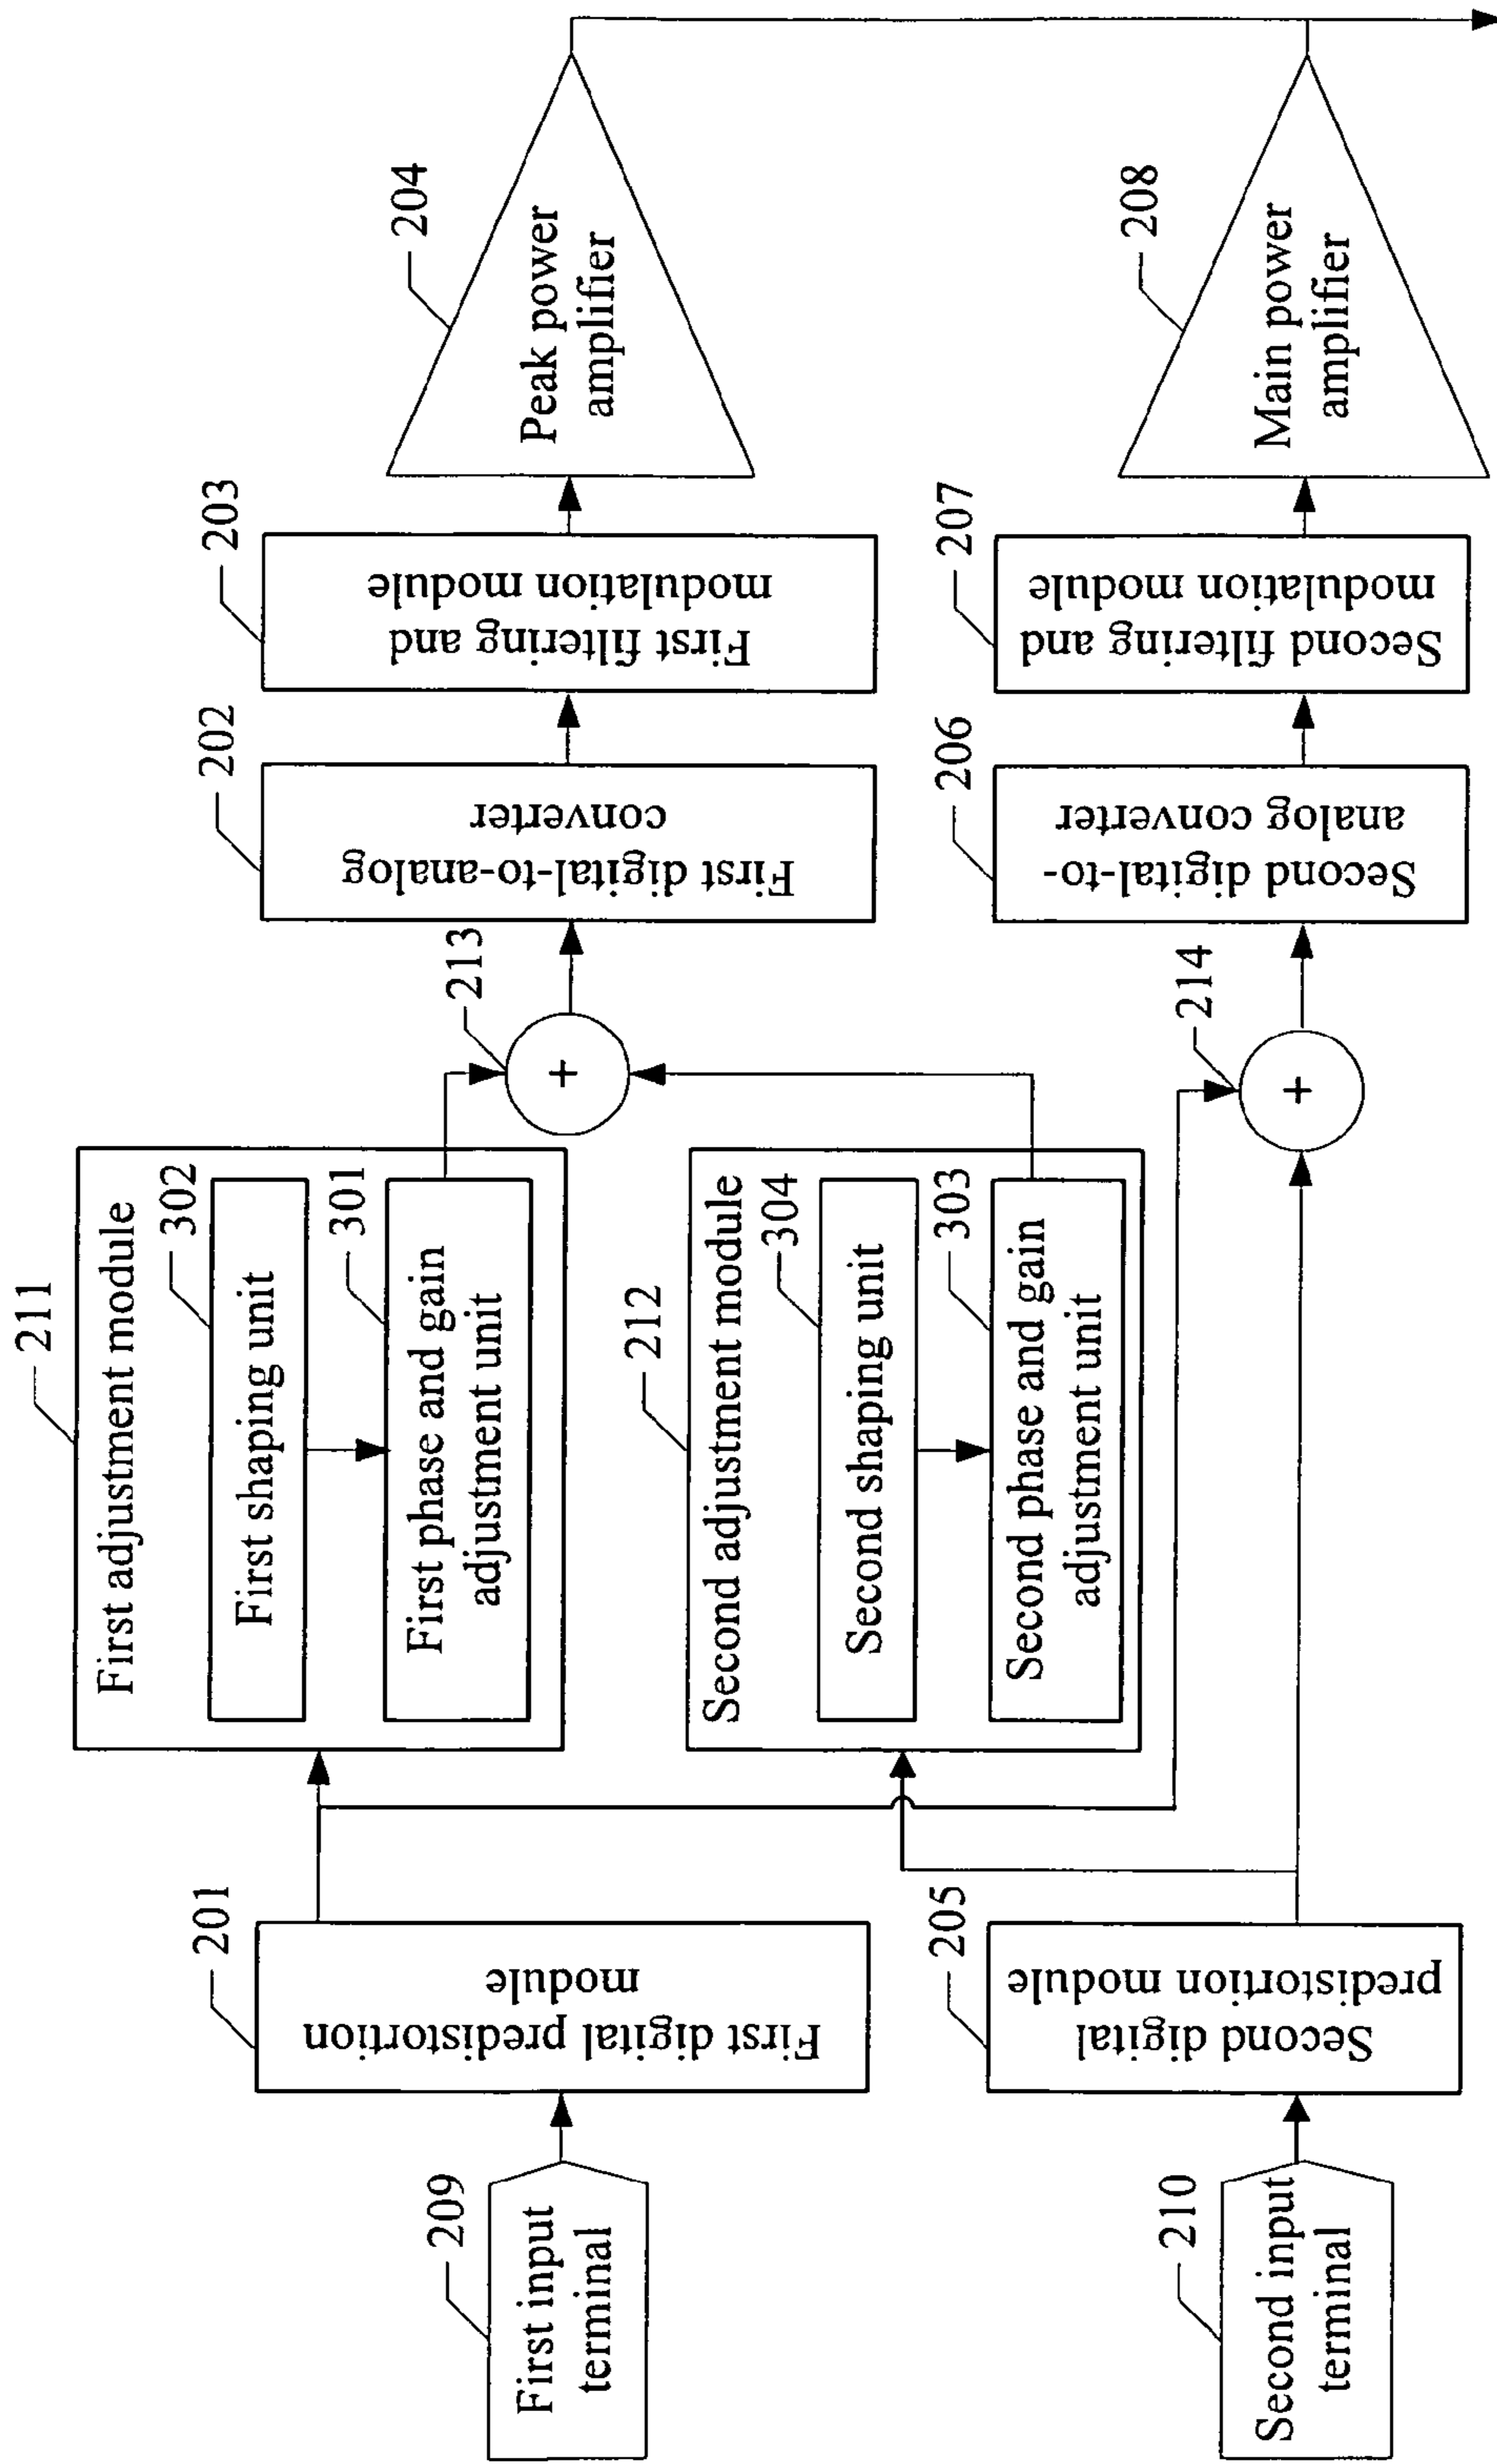 209
First input
terminal
201
First digital predistortion
module
211
First adjustment module
302
First shaping unit
301
First phase and gain
adjustment unit
213
+
202
First digital-to-analog
converter
203
First filtering and
modulation module
204
Peak power
amplifier
210
Second input
terminal
205
Second digital
predistortion module
212
Second adjustment module
304
Second shaping unit
303
Second phase and gain
adjustment unit
214
+
206
Second digital-to-
analog converter
207
Second filtering and
modulation module
208
Main power
amplifier